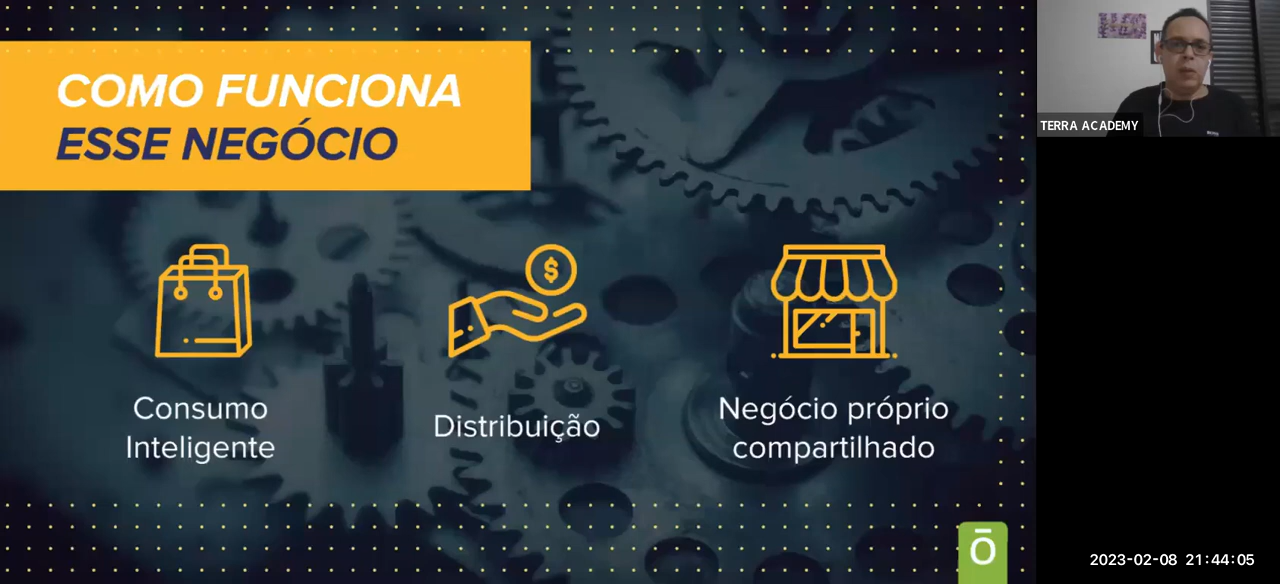 COMO FUNCIONA
ESSE NEGÓCIO
$
Consumo
Inteligente
Distribuição
Negócio próprio
compartilhado
Ō
TERRA ACADEMY
2023-02-08 21:44:05